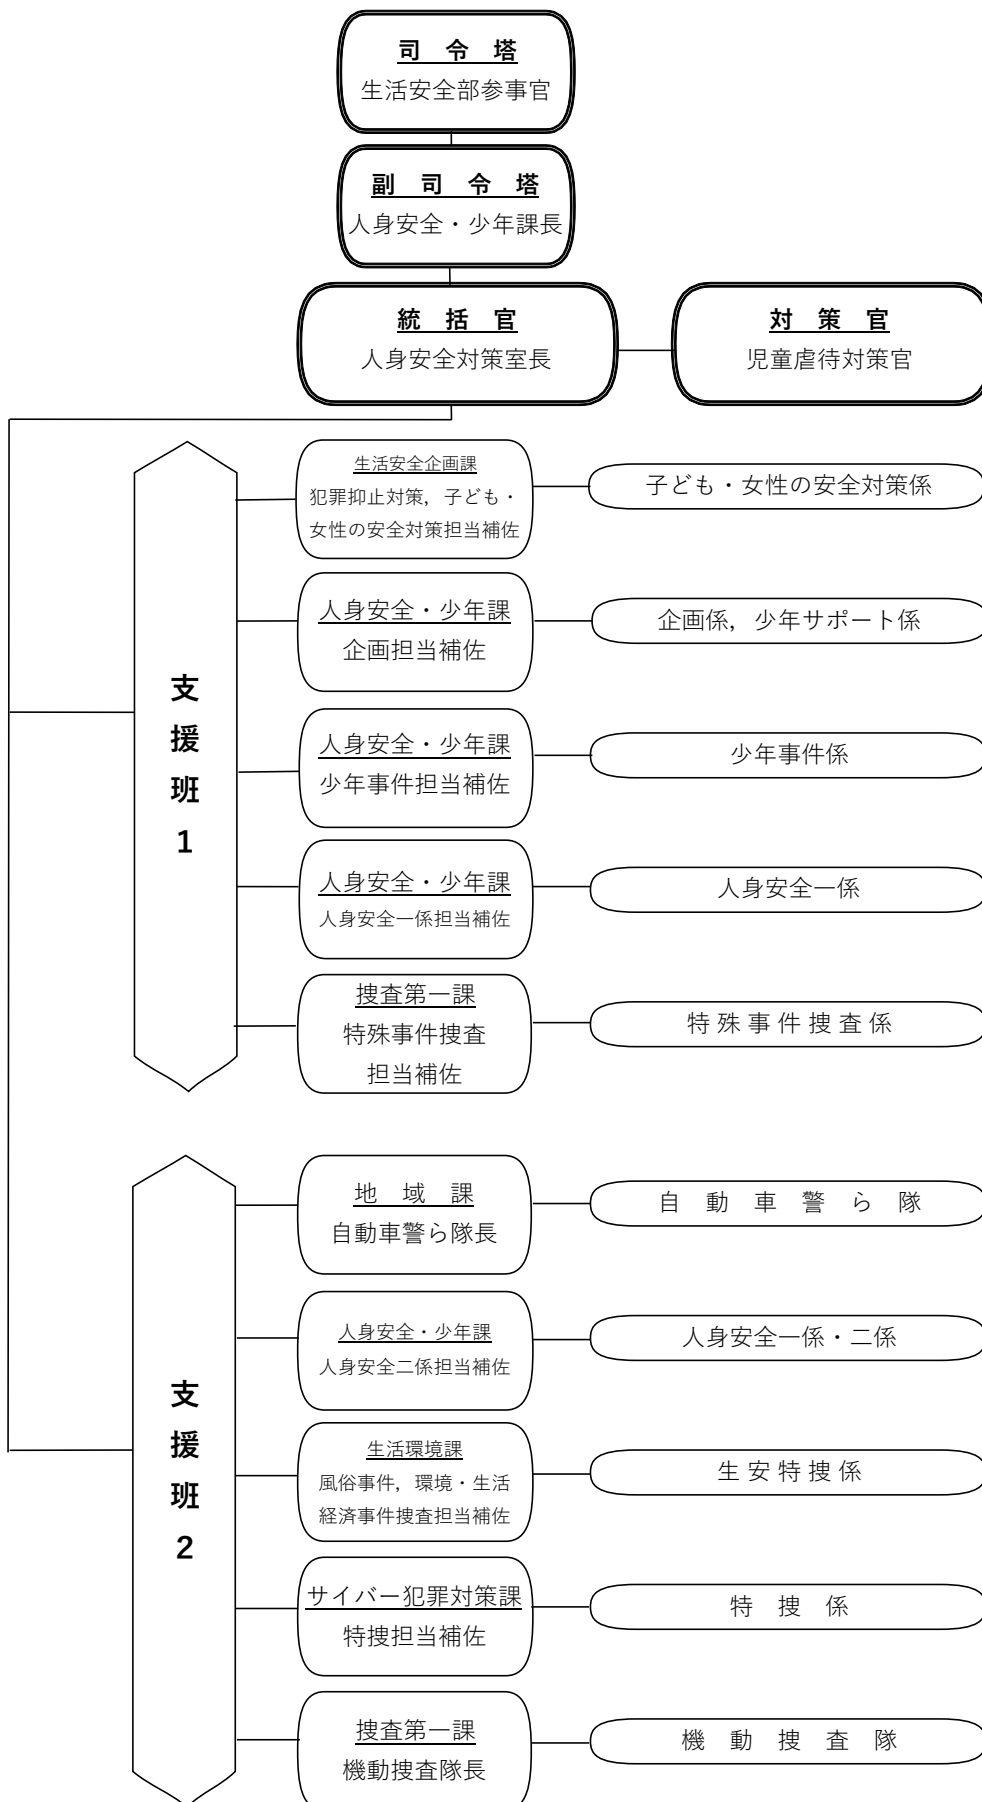 司　令　塔
生活安全部参事官
副　司　令　塔
人身安全・少年課長
統　括　官
人身安全対策室長
対　策　官
児童虐待対策官
支
援
班
1
生活安全企画課
犯罪抑止対策，子ども・
女性の安全対策担当補佐
子ども・女性の安全対策係
人身安全・少年課
企画担当補佐
企画係，少年サポート係
人身安全・少年課
少年事件担当補佐
少年事件係
人身安全・少年課
人身安全一係担当補佐
人身安全一係
捜査第一課
特殊事件捜査
担当補佐
特 殊 事 件 捜 査 係
支
援
班
2
地　域　課
自動車警ら隊長
自　動　車　警　ら　隊
人身安全・少年課
人身安全二係担当補佐
人身安全一係・二係
生活環境課
風俗事件，環境・生活
経済事件捜査担当補佐
生 安 特 捜 係
サイバー犯罪対策課
特捜担当補佐
特　捜　係
捜査第一課
機動捜査隊長
機　動　捜　査　隊